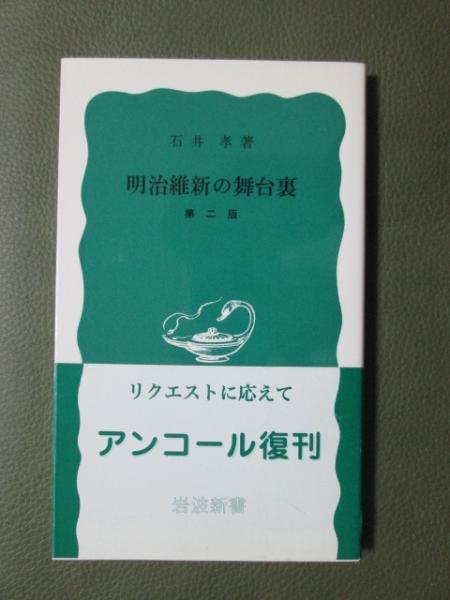 石井 孝著
明治維新の舞台裏
第二版
リクエストに応えて
アンコール復刊
岩波新書